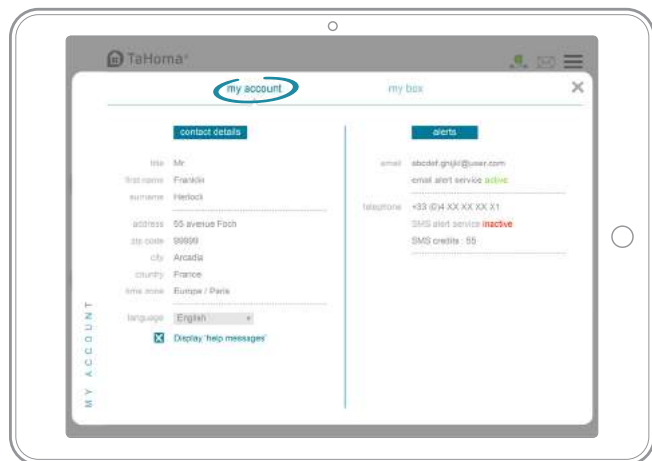 TaHoma®
my account
my box
contact details
title Mr.
first name Franklin
surname Herlock
address 55 avenue Foch
zip code 99999
city Arcadia
country France
time zone Europe / Paris
language English
Display 'help messages'
alerts
email abcdef.ghijkl@user.com
email alert service active
telephone +33 (0)4 XX XX XX X1
SMS alert service inactive
SMS credits : 55
MY ACCOUNT